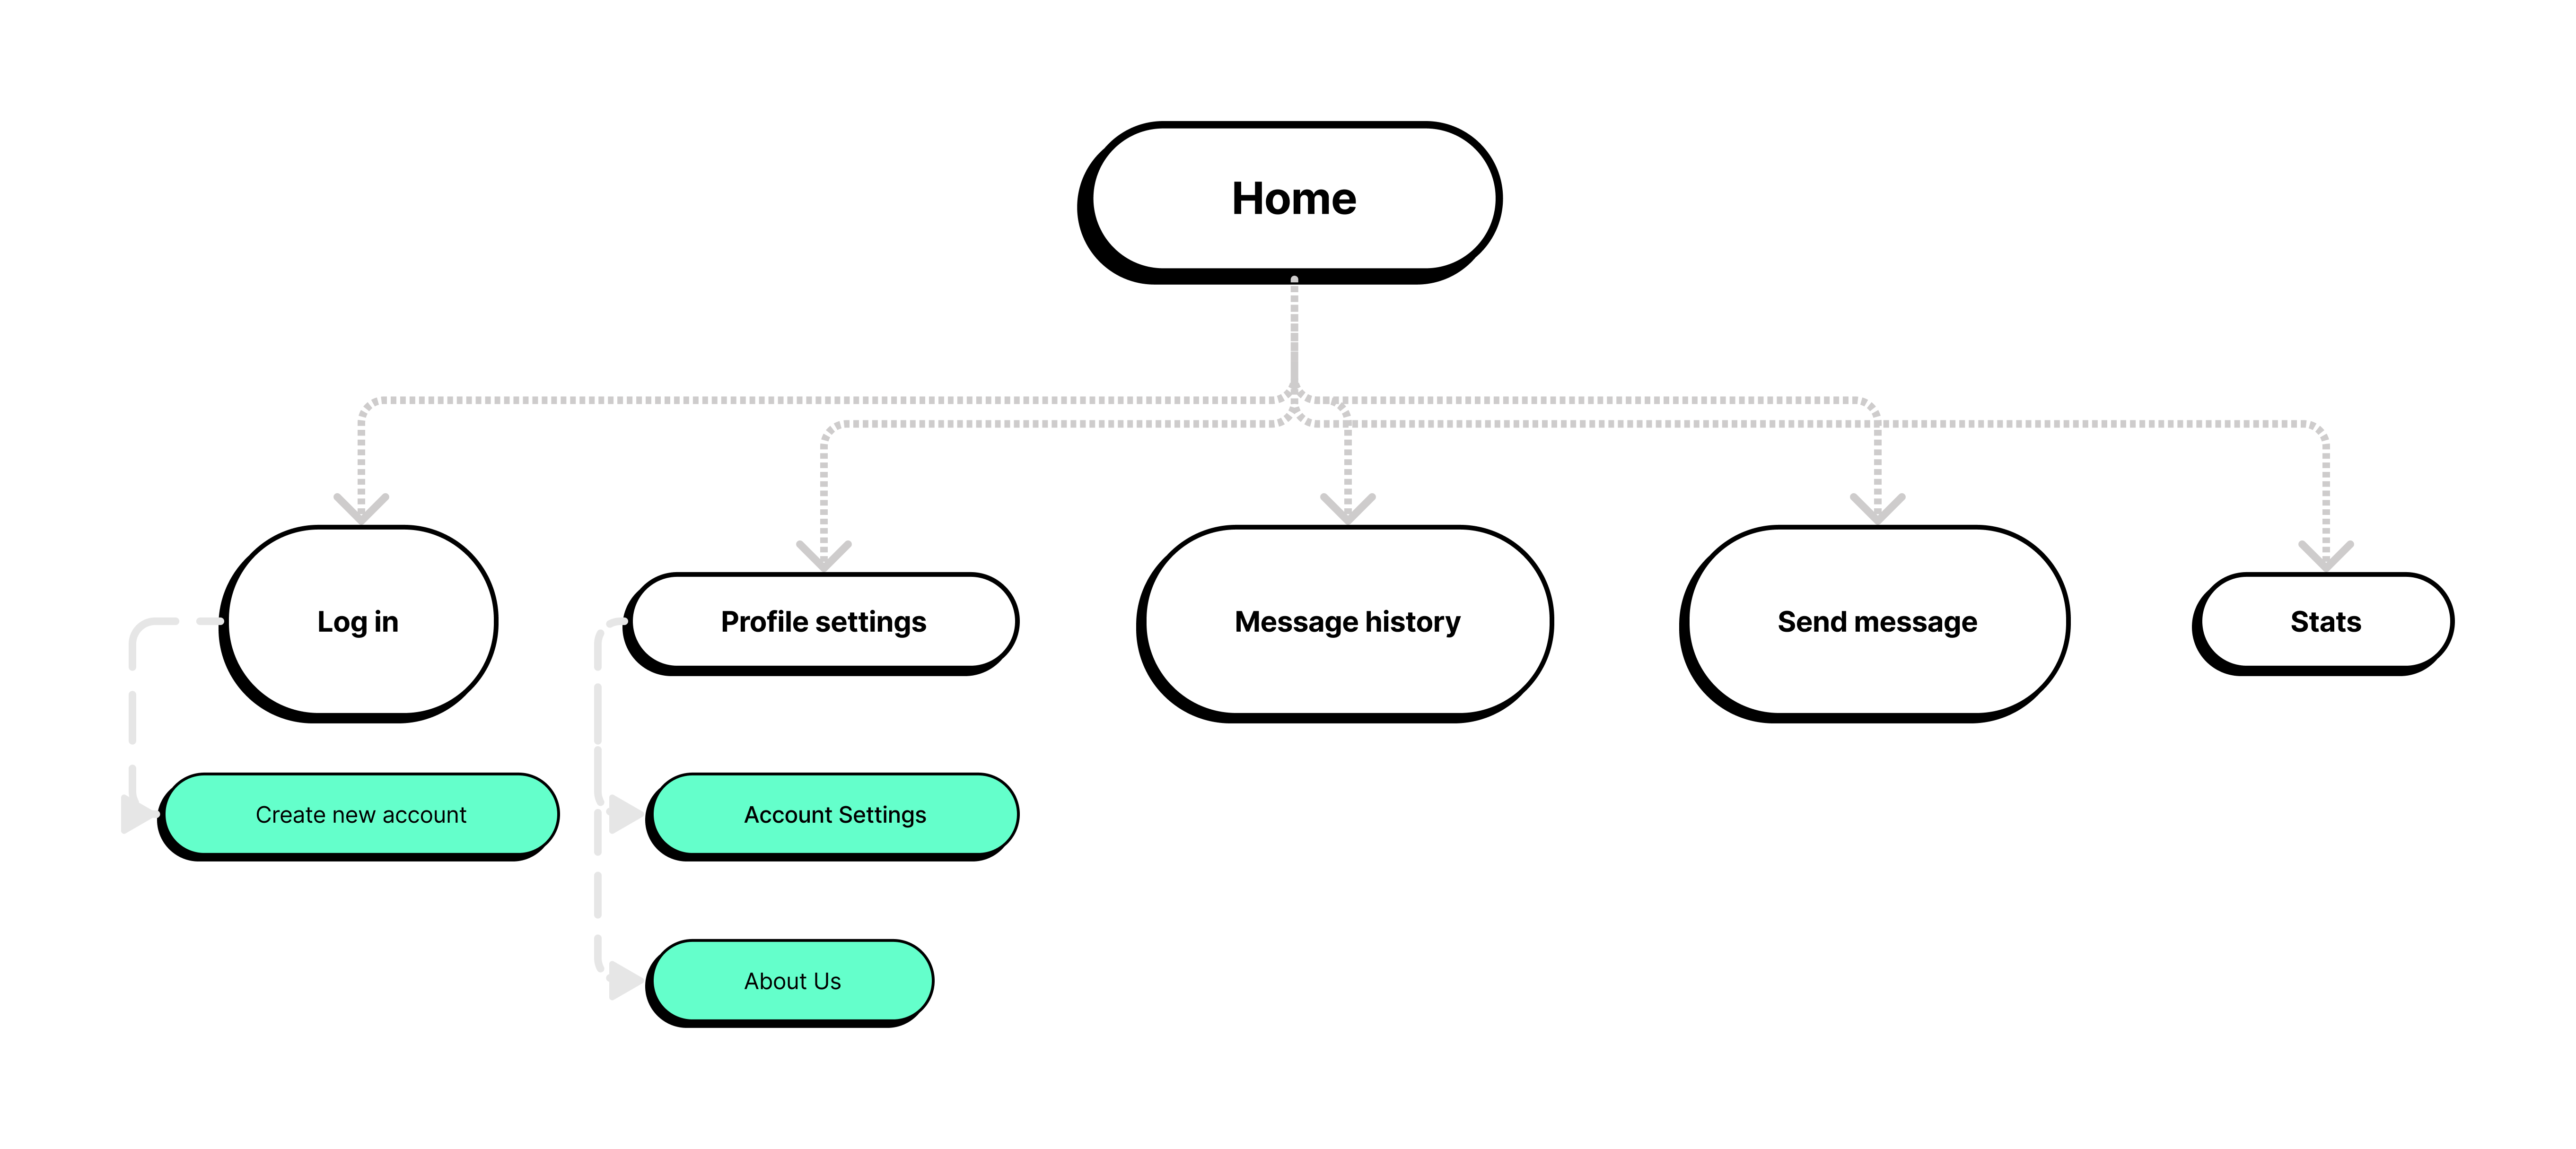 Home
Log in
Profile settings
Message history
Send message
Stats
Create new account
Account Settings
About Us